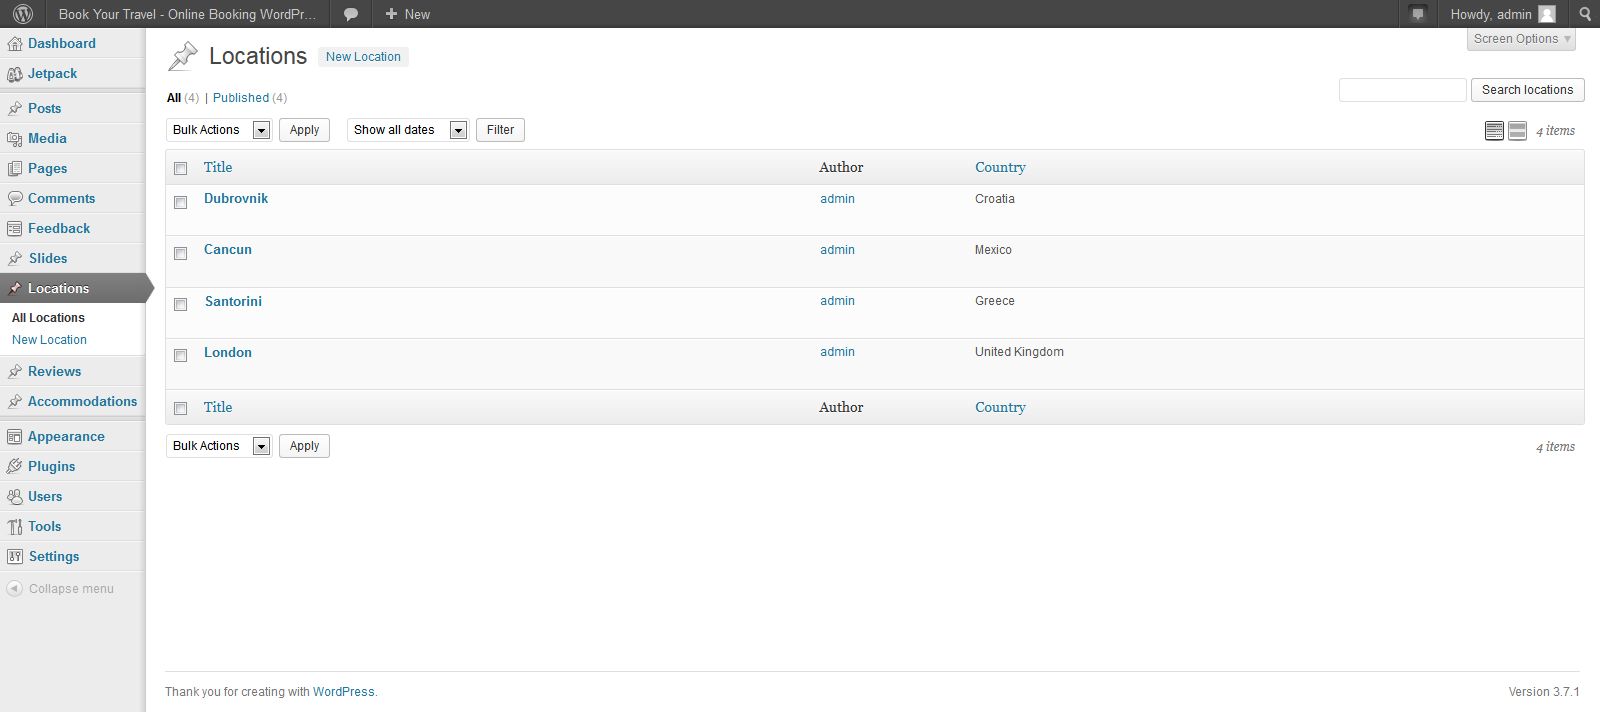 Book Your Travel - Online Booking WordPr... New Howdy, admin
Dashboard
Jetpack
Posts
Media
Pages
Comments
Feedback
Slides
Locations
All Locations
New Location
Reviews
Accommodations
Appearance
Plugins
Users
Tools
Settings
Collapse menu
Screen Options
Locations New Location
All (4) | Published (4)
Search locations
Bulk Actions Apply Show all dates Filter 4 items
Title Author Country
Dubrovnik admin Croatia
Cancun admin Mexico
Santorini admin Greece
London admin United Kingdom
Title Author Country
Bulk Actions Apply 4 items
Thank you for creating with WordPress. Version 3.7.1